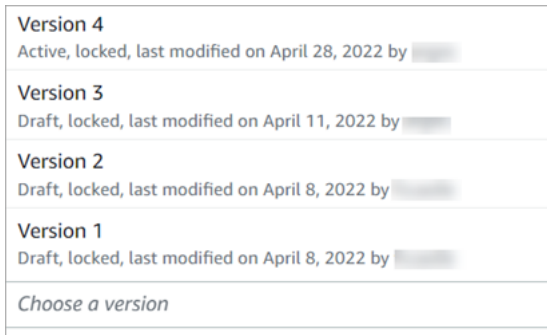 Version 4
Active, locked, last modified on April 28, 2022 by
Version 3
Draft, locked, last modified on April 11, 2022 by
Version 2
Draft, locked, last modified on April 8, 2022 by
Version 1
Draft, locked, last modified on April 8, 2022 by
Choose a version